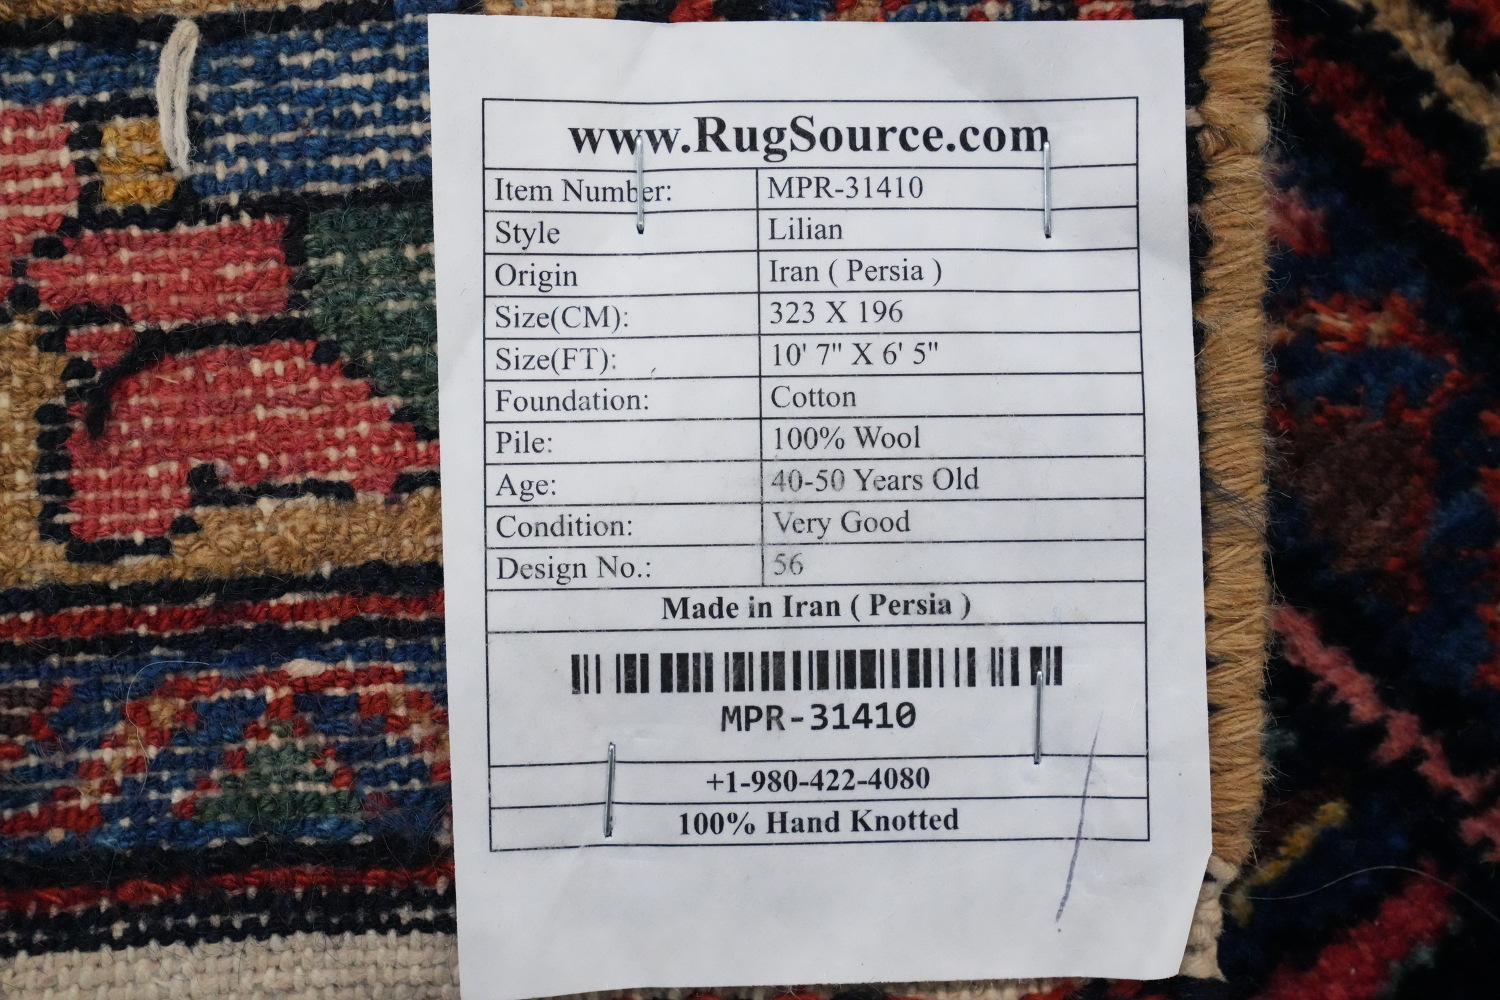 www.RugSource.com
Item Number: MPR-31410
Style Lilian
Origin Iran ( Persia )
Size(CM): 323 X 196
Size(FT): 10' 7" X 6' 5"
Foundation: Cotton
Pile: 100% Wool
Age: 40-50 Years Old
Condition: Very Good
Design No.: 56
Made in Iran ( Persia )
MPR-31410
+1-980-422-4080
100% Hand Knotted